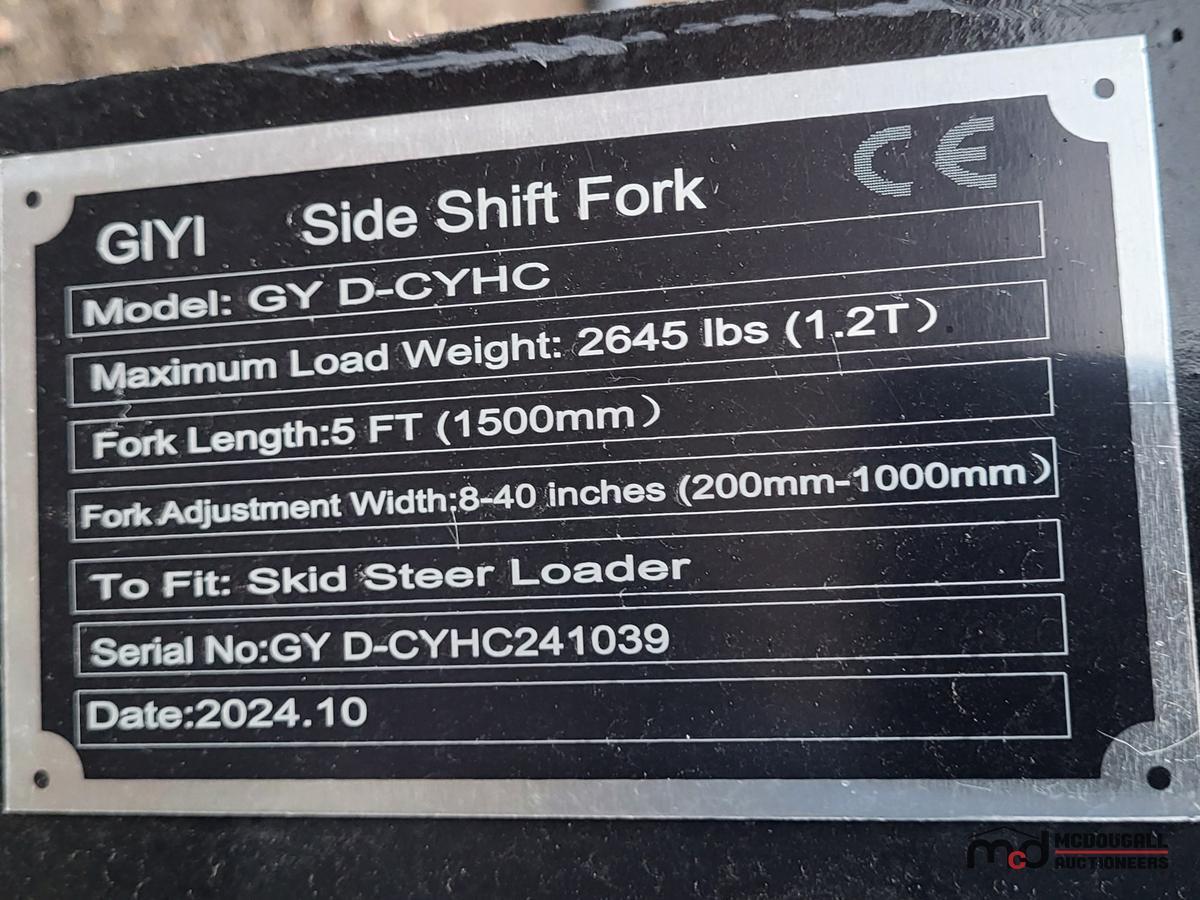 CE
GIYI Side Shift Fork
Model: GY D-CYHC
Maximum Load Weight: 2645 lbs (1.2T)
Fork Length:5 FT (1500mm)
Fork Adjustment Width:8-40 inches (200mm-1000mm)
To Fit: Skid Steer Loader
Serial No:GY D-CYHC241039
Date:2024.10
mcd MCDOUGALL
AUCTIONEERS